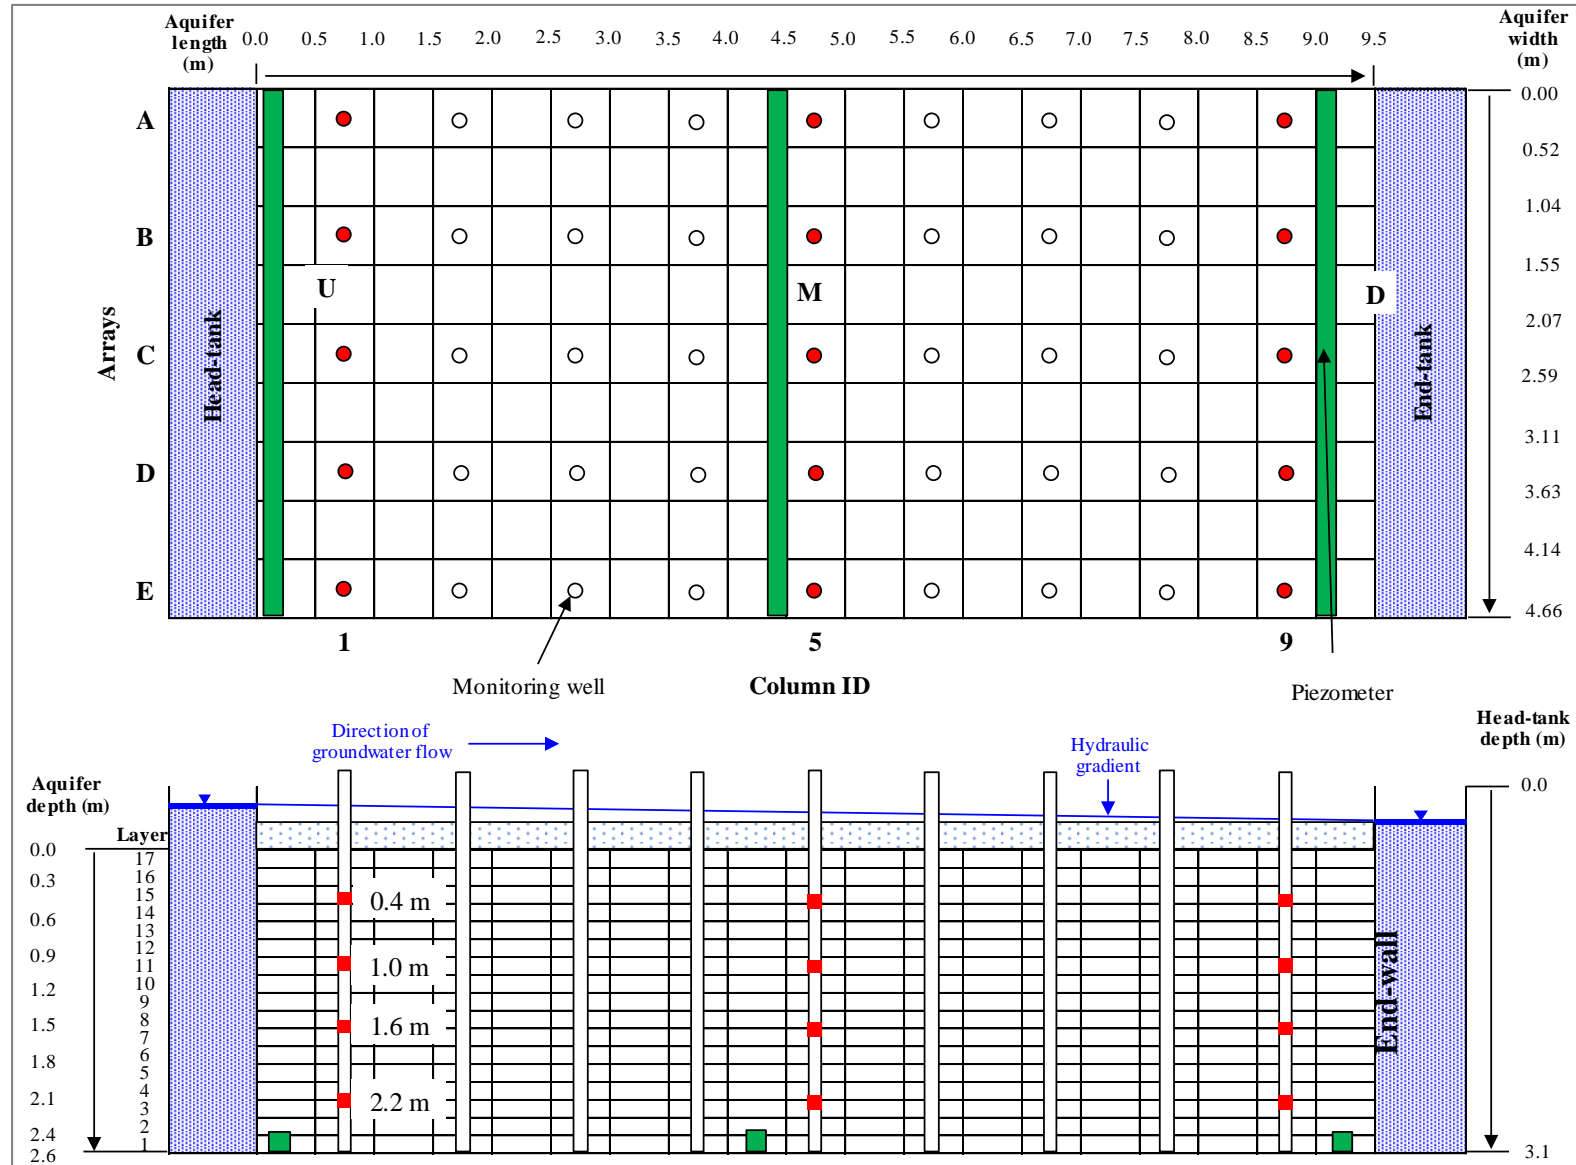 Aquifer
length
(m)
0.0 0.5 1.0 1.5 2.0 2.5 3.0 3.5 4.0 4.5 5.0 5.5 6.0 6.5 7.0 7.5 8.0 8.5 9.0 9.5
Aquifer
width
(m)
0.00
A
0.52
1.04
B
1.55
U
M
D
2.07
Arrays
Head-tank
C
End-tank
2.59
3.11
D
3.63
4.14
E
4.66
1 5 9
Monitoring well
Column ID
Piezometer
Direction of
groundwater flow
Hydraulic
gradient
Head-tank
depth (m)
Aquifer
depth (m)
0.0
Layer
0.0
17
0.3
16
15
0.4 m
14
0.6
13
12
0.9
11
1.0 m
10
1.2
9
8
1.5
1.6 m
7
6
1.8
5
4
2.1
2.2 m
3
2
2.4
1
2.6
End-wall
3.1